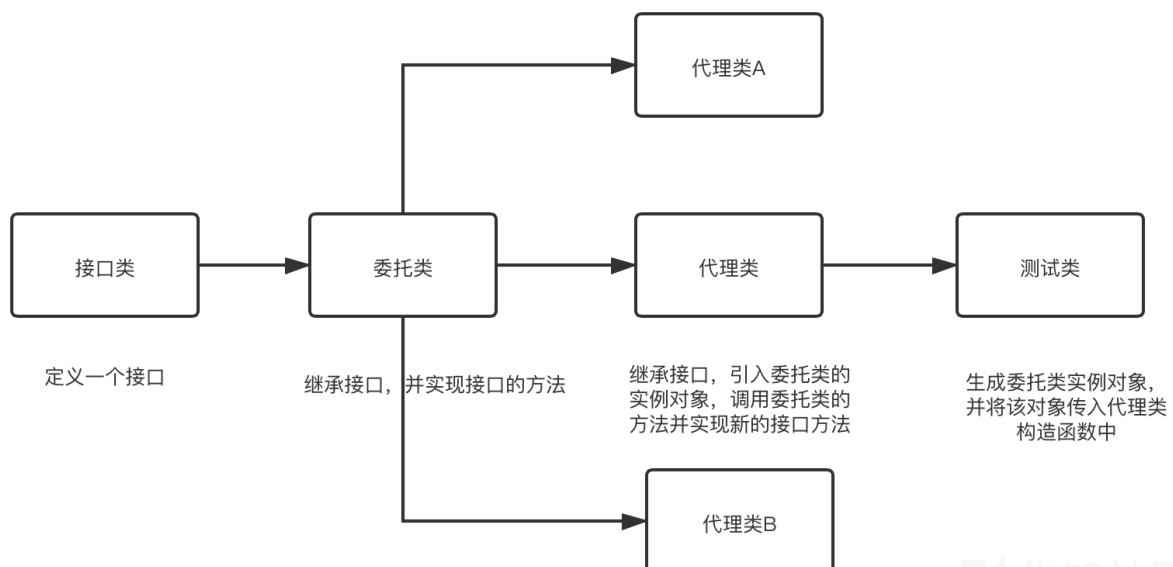 代理类A
接口类
委托类
代理类
测试类
定义一个接口
继承接口，并实现接口的方法
继承接口，引入委托类的
实例对象，调用委托类的
方法并实现新的接口方法
生成委托类实例对象，
并将该对象传入代理类
构造函数中
代理类B